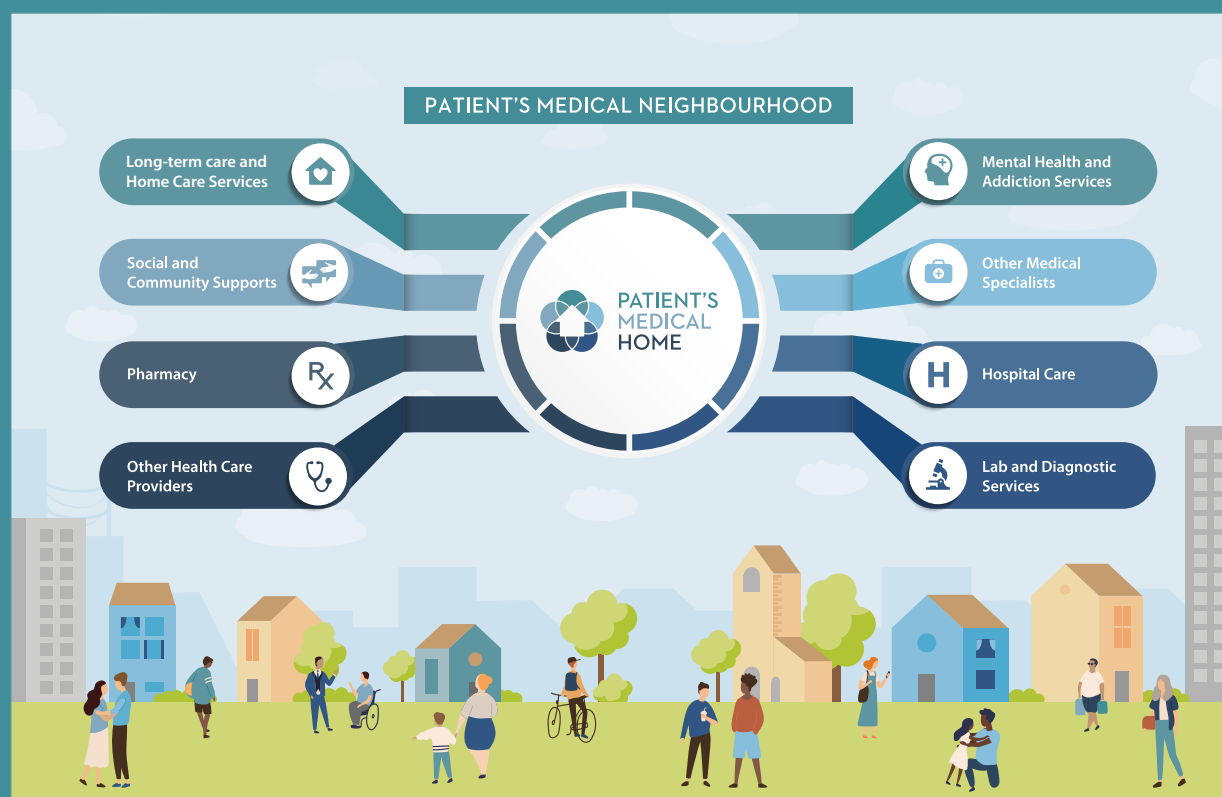 PATIENT'S MEDICAL NEIGHBOURHOOD
Long-term care and
Home Care Services
Social and
Community Supports
Pharmacy
Rx
Other Health Care
Providers
PATIENT'S
MEDICAL
HOME
Mental Health and
Addiction Services
Other Medical
Specialists
H
Hospital Care
Lab and Diagnostic
Services